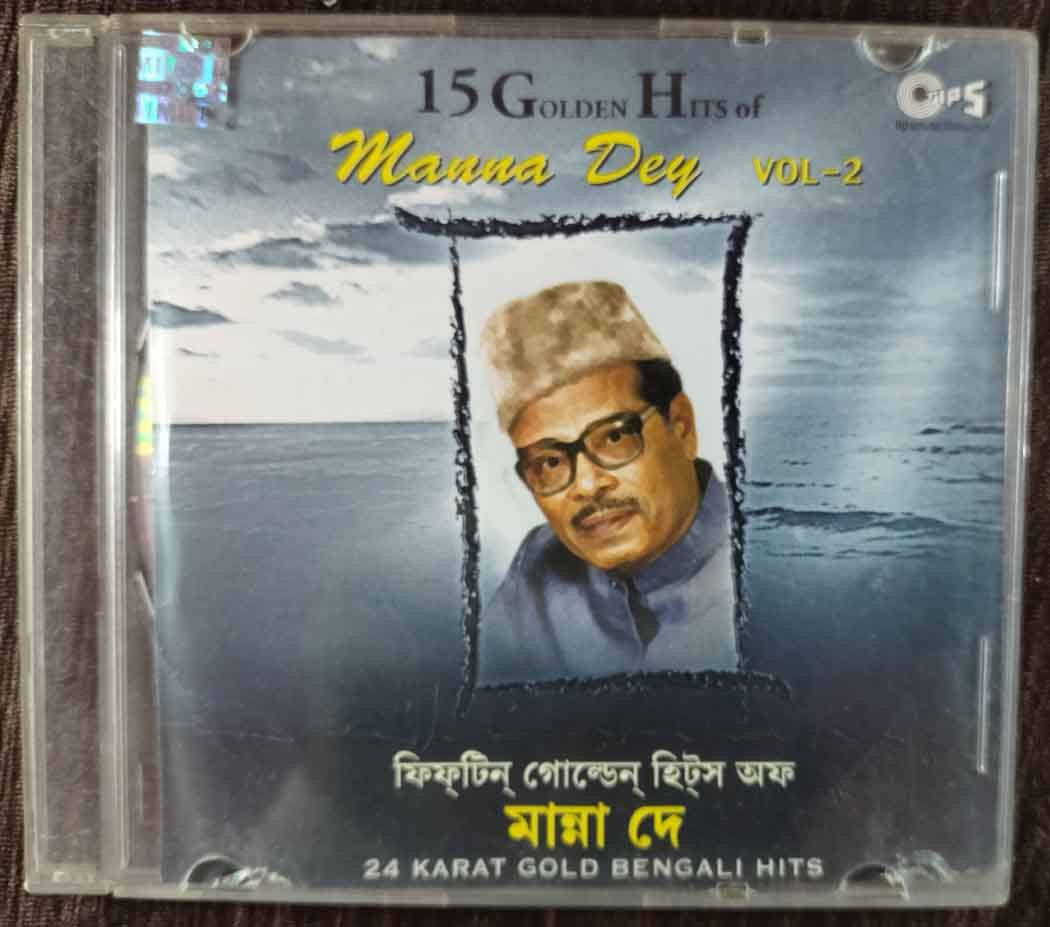 15 GOLDEN HITS of
TIPS
Manna Dey VOL-2
ফিফ্‌টিন্ গোল্ডেন্ হিট্‌স অফ
মান্না দে
24 KARAT GOLD BENGALI HITS